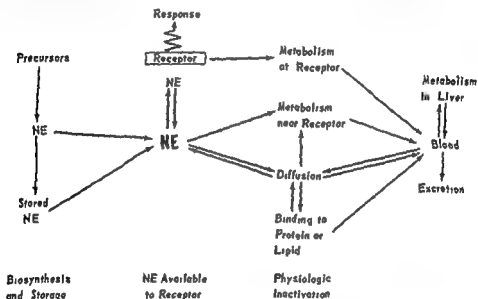 Response
Precursors
Receptor
Metabolism
at Receptor
NE
Metabolism
in Liver
Metabolism
near Receptor
NE
NE
Blood
Diffusion
Excretion
Stored
NE
Binding to
Protein or
Lipid
Biosynthesis
and Storage
NE Available
to Receptor
Physiologic
Inactivation